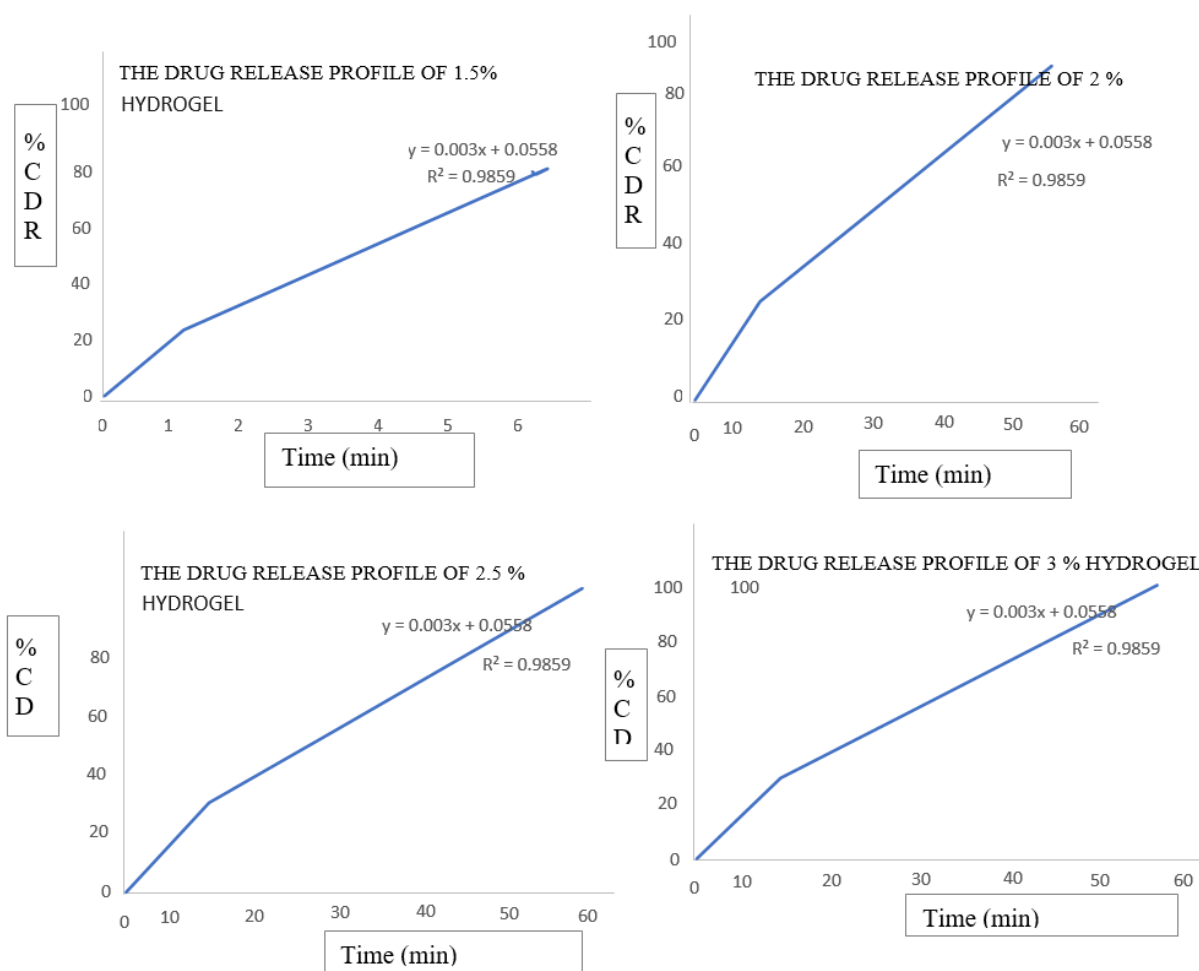 THE DRUG RELEASE PROFILE OF 1.5%
HYDROGEL
%
C
D
R
100
80
60
40
20
0
y = 0.003x + 0.0558
R² = 0.9859
0 1 2 3 4 5 6
Time (min)
THE DRUG RELEASE PROFILE OF 2 %
%
C
D
R
100
80
60
40
20
0
y = 0.003x + 0.0558
R² = 0.9859
0 10 20 30 40 50 60
Time (min)
THE DRUG RELEASE PROFILE OF 2.5 %
HYDROGEL
%
C
D
80
60
40
20
0
y = 0.003x + 0.0558
R² = 0.9859
0 10 20 30 40 50 60
Time (min)
THE DRUG RELEASE PROFILE OF 3 % HYDROGEL
%
C
D
100
100
80
60
40
20
0
y = 0.003x + 0.0558
R² = 0.9859
0 10 20 30 40 50 60
Time (min)